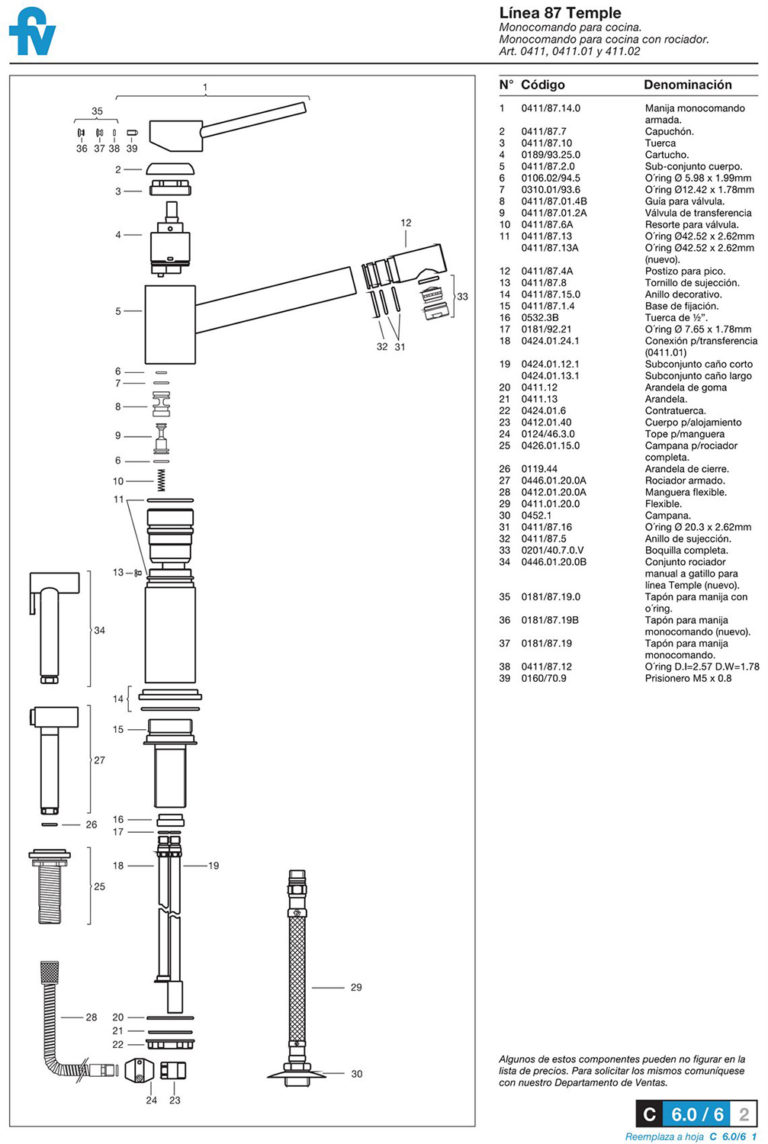 fv
Línea 87 Temple
Monocomando para cocina.
Monocomando para cocina con rociador.
Art. 0411, 0411.01 y 411.02
1
35
36 37 38 39
2
3
4
12
5
33
32 31
6
7
8
9
6
10
11
13
34
14
15
27
16
26
17
18 19
25
29
28 20
21
22
30
24 23
N° Código Denominación
1 0411/87.14.0 Manija monocomando
armada.
2 0411/87.7 Capuchón.
3 0411/87.10 Tuerca
4 0189/93.25.0 Cartucho.
5 0411/87.2.0 Sub-conjunto cuerpo.
6 0106.02/94.5 O´ring Ø 5.98 x 1.99mm
7 0310.01/93.6 O´ring Ø12.42 x 1.78mm
8 0411/87.01.4B Guía para válvula.
9 0411/87.01.2A Válvula de transferencia
10 0411/87.6A Resorte para válvula.
11 0411/87.13 O´ring Ø42.52 x 2.62mm
0411/87.13A O´ring Ø42.52 x 2.62mm
(nuevo).
12 0411/87.4A Postizo para pico.
13 0411/87.8 Tornillo de sujección.
14 0411/87.15.0 Anillo decorativo.
15 0411/87.1.4 Base de fijación.
16 0532.3B Tuerca de ½”.
17 0181/92.21 O´ring Ø 7.65 x 1.78mm
18 0424.01.24.1 Conexión p/transferencia
(0411.01)
19 0424.01.12.1 Subconjunto caño corto
0424.01.13.1 Subconjunto caño largo
20 0411.12 Arandela de goma
21 0411.13 Arandela.
22 0424.01.6 Contratuerca.
23 0412.01.40 Cuerpo p/alojamiento
24 0124/46.3.0 Tope p/manguera
25 0426.01.15.0 Campana p/rociador
completa.
26 0119.44 Arandela de cierre.
27 0446.01.20.0A Rociador armado.
28 0412.01.20.0A Manguera flexible.
29 0411.01.20.0 Flexible.
30 0452.1 Campana.
31 0411/87.16 O´ring Ø 20.3 x 2.62mm
32 0411/87.5 Anillo de sujección.
33 0201/40.7.0.V Boquilla completa.
34 0446.01.20.0B Conjunto rociador
manual a gatillo para
línea Temple (nuevo).
35 0181/87.19.0 Tapón para manija con
o´ring.
36 0181/87.19B Tapón para manija
monocomando (nuevo).
37 0181/87.19 Tapón para manija
monocomando.
38 0411/87.12 O´ring D.I=2.57 D.W=1.78
39 0160/70.9 Prisionero M5 x 0.8
Algunos de estos componentes pueden no figurar en la
lista de precios. Para solicitar los mismos comuníquese
con nuestro Departamento de Ventas.
C 6.0 / 6 2
Reemplaza a hoja C 6.0/6 1